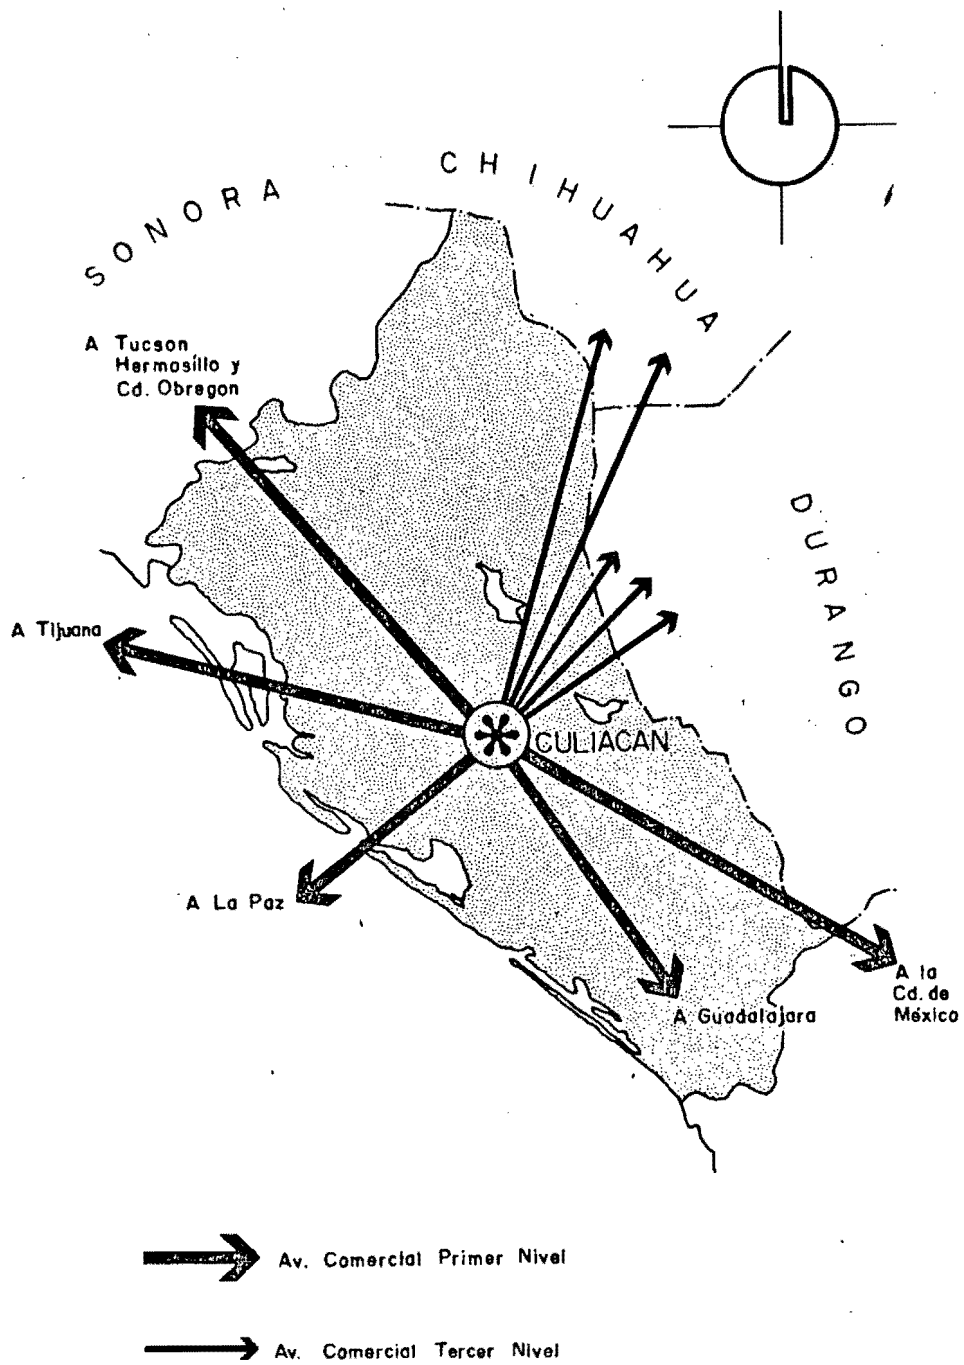 SONORA
CHIHUAHUA
A Tucson
Hermosillo y
Cd. Obregon
DURANGO
A Tijuana
CULIACAN
A La Paz
A la
Cd. de
México
A Guadalajara
Av. Comercial Primer Nivel
Av. Comercial Tercer Nivel